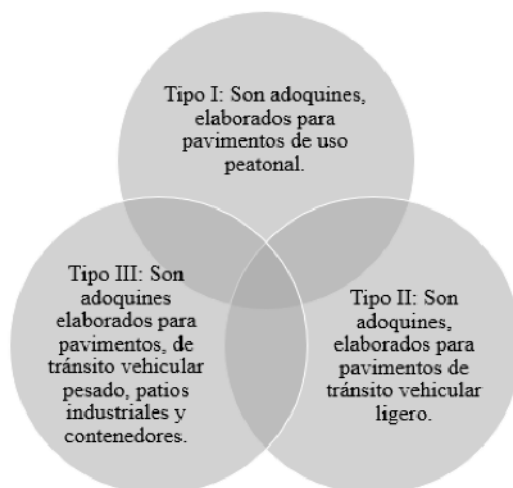 Tipo I: Son adoquines,
elaborados para
pavimentos de uso
peatonal.
Tipo III: Son
adoquines
elaborados para
pavimentos, de
tránsito vehicular
pesado, patios
industriales y
contenedores.
Tipo II: Son
adoquines,
elaborados para
pavimentos de
tránsito vehicular
ligero.